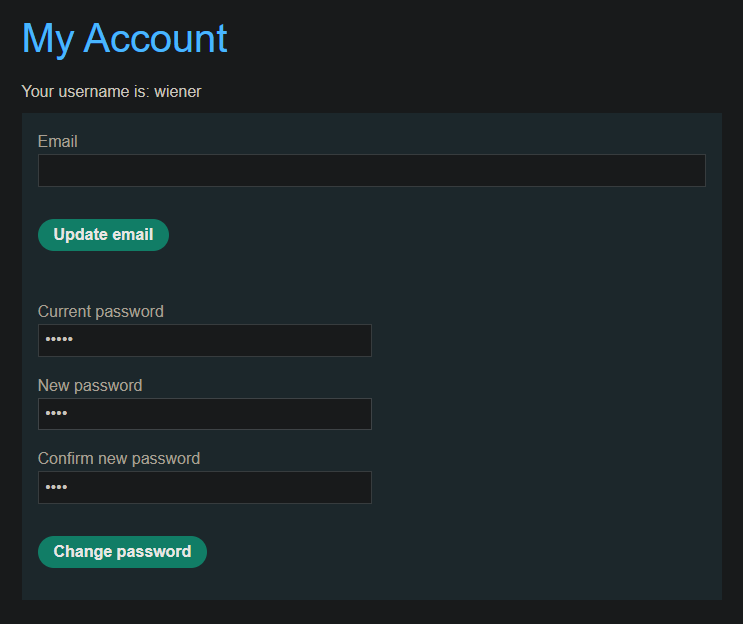 My Account
Your username is: wiener
Email
Update email
Current password
•••••
New password
••••
Confirm new password
••••
Change password